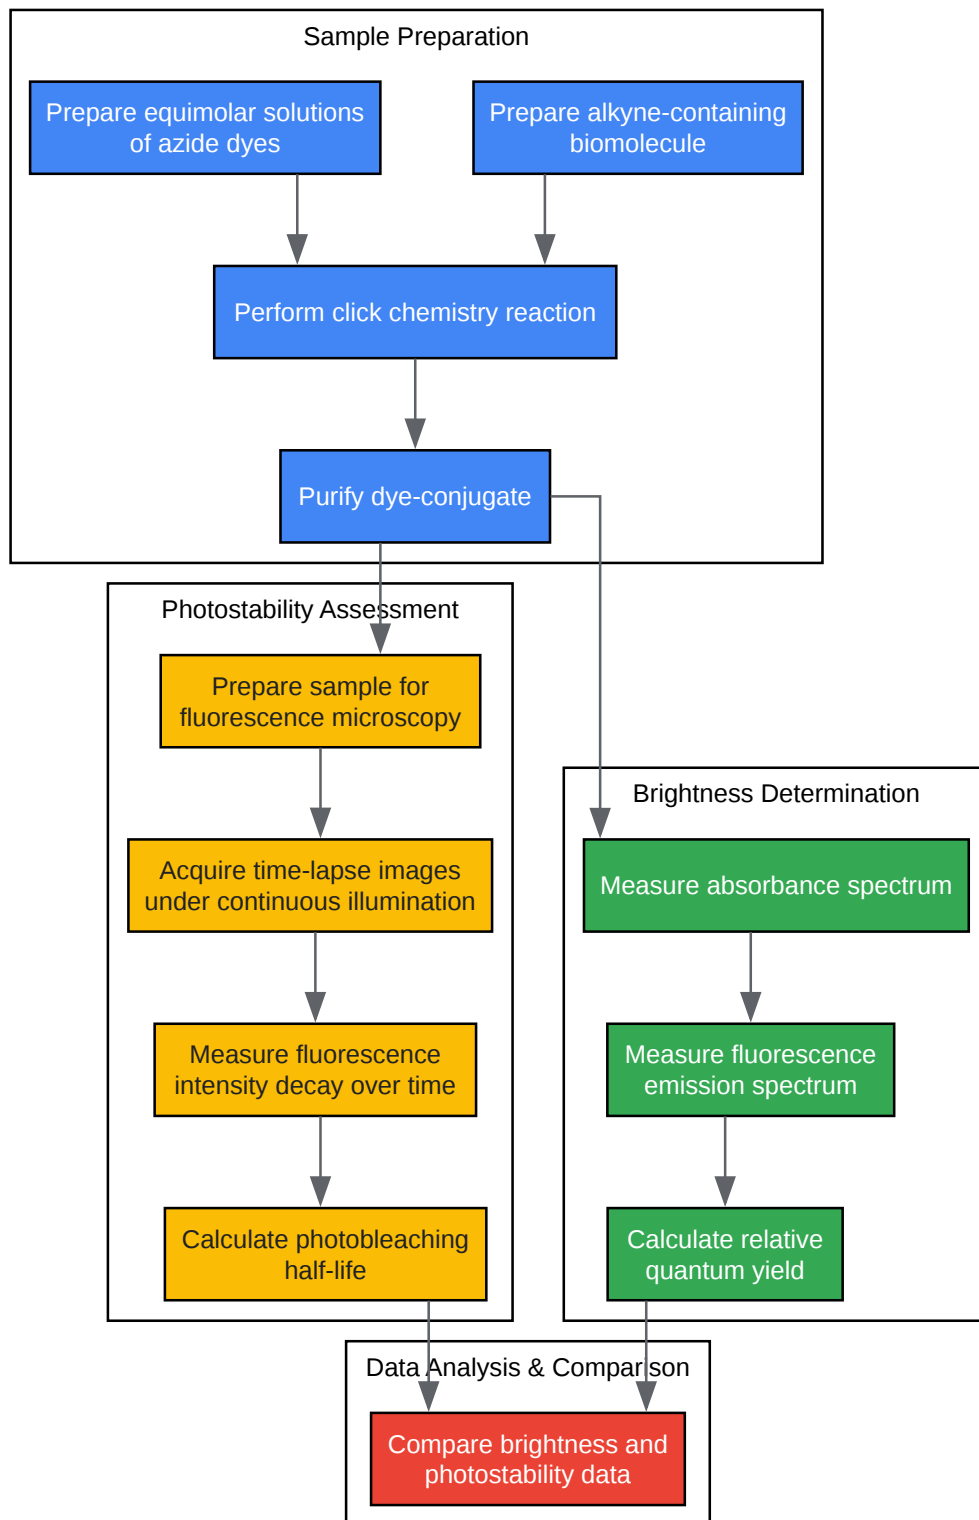 Sample Preparation
Prepare equimolar solutions
of azide dyes
Prepare alkyne-containing
biomolecule
Perform click chemistry reaction
Purify dye-conjugate
Photostability Assessment
Prepare sample for
fluorescence microscopy
Acquire time-lapse images
under continuous illumination
Measure fluorescence
intensity decay over time
Calculate photobleaching
half-life
Brightness Determination
Measure absorbance spectrum
Measure fluorescence
emission spectrum
Calculate relative
quantum yield
Data Analysis & Comparison
Compare brightness and
photostability data